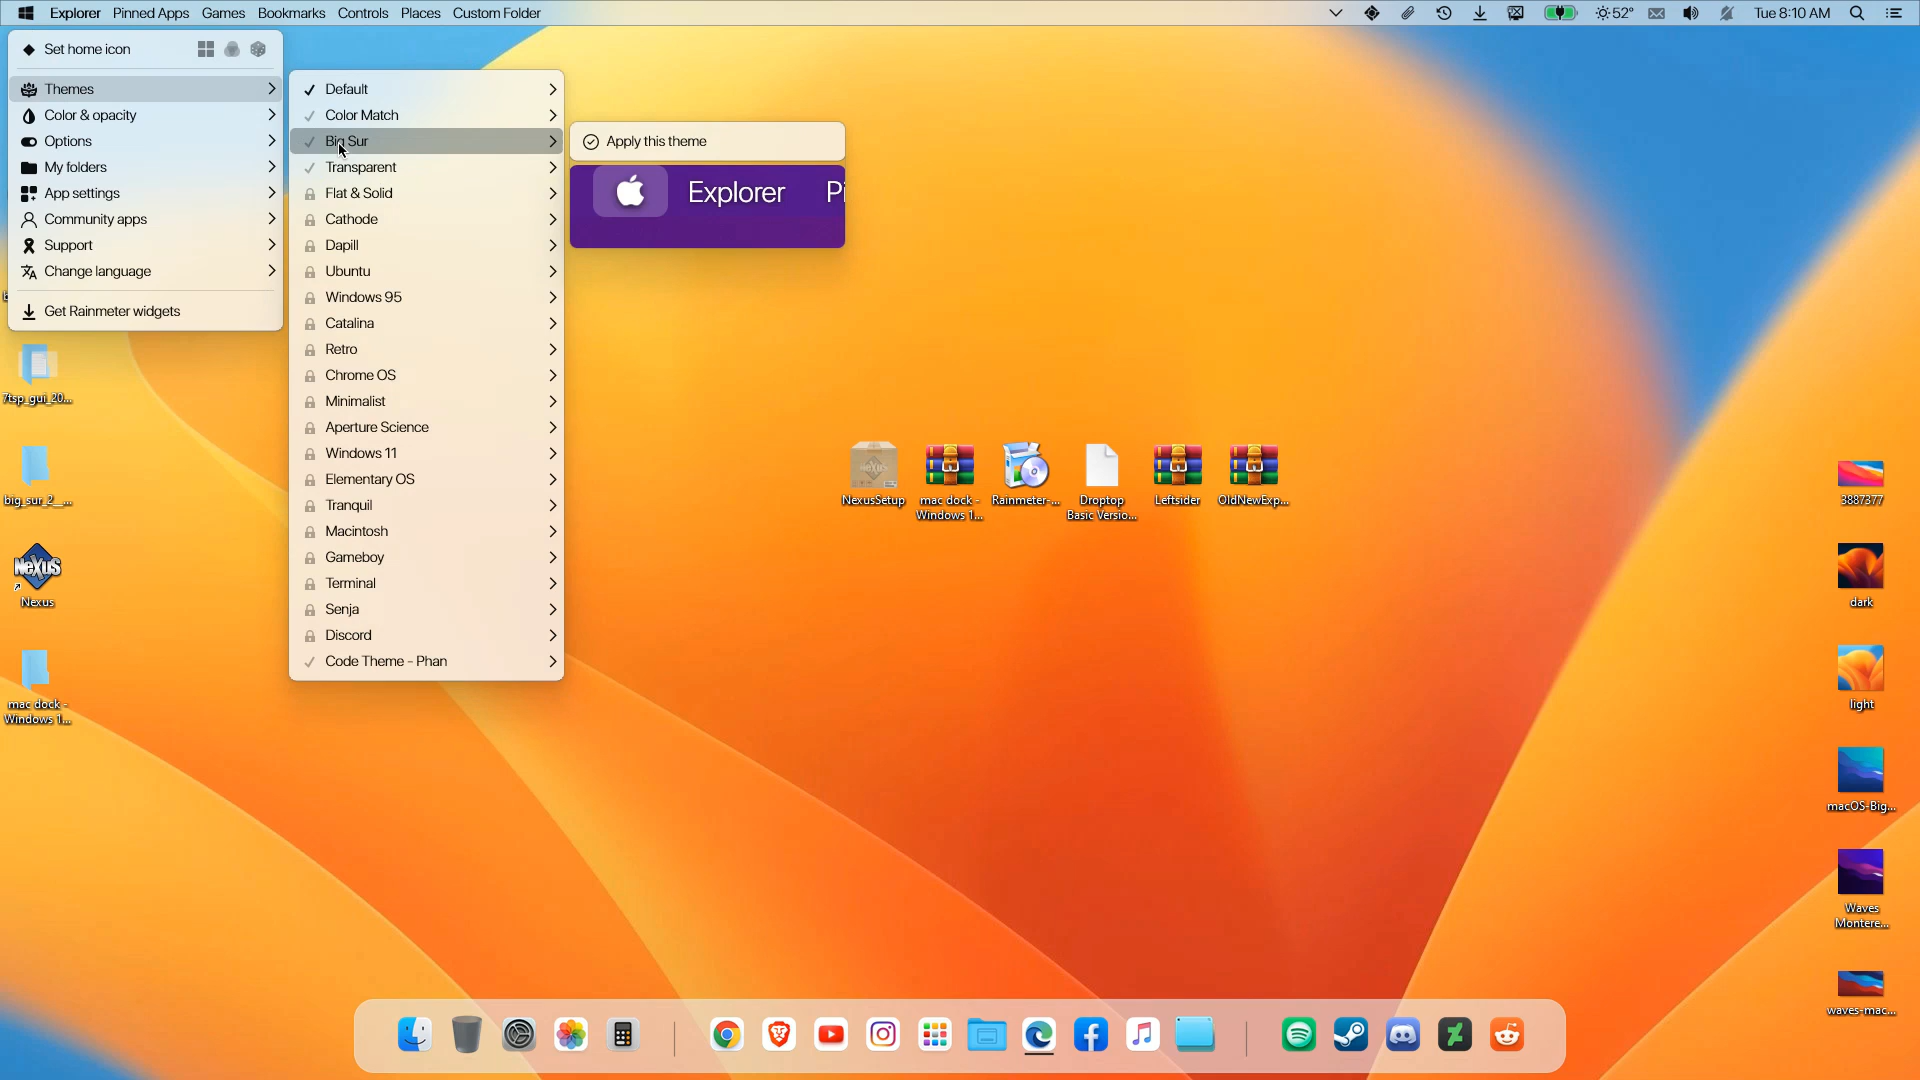 Explorer Pinned Apps Games Bookmarks Controls Places Custom Folder
52° Tue 8:10 AM
Set home icon
Themes
Color & opacity
Options
My folders
App settings
Community apps
Support
Change language
Get Rainmeter widgets
Default
Color Match
Big Sur
Transparent
Flat & Solid
Cathode
Dapill
Ubuntu
Windows 95
Catalina
Retro
Chrome OS
Minimalist
Aperture Science
Windows 11
Elementary OS
Tranquil
Macintosh
Gameboy
Terminal
Senja
Discord
Code Theme - Phan
Apply this theme
Explorer Pi
7tsp_gui_20...
big_sur_2__...
NeXuS
Nexus
mac dock -
Windows 1...
NexusSetup
mac dock -
Windows 1...
Rainmeter-...
Droptop
Basic Versio...
Leftsider
OldNewExp...
3887377
dark
light
macOS-Big...
Waves
Montere...
waves-mac...